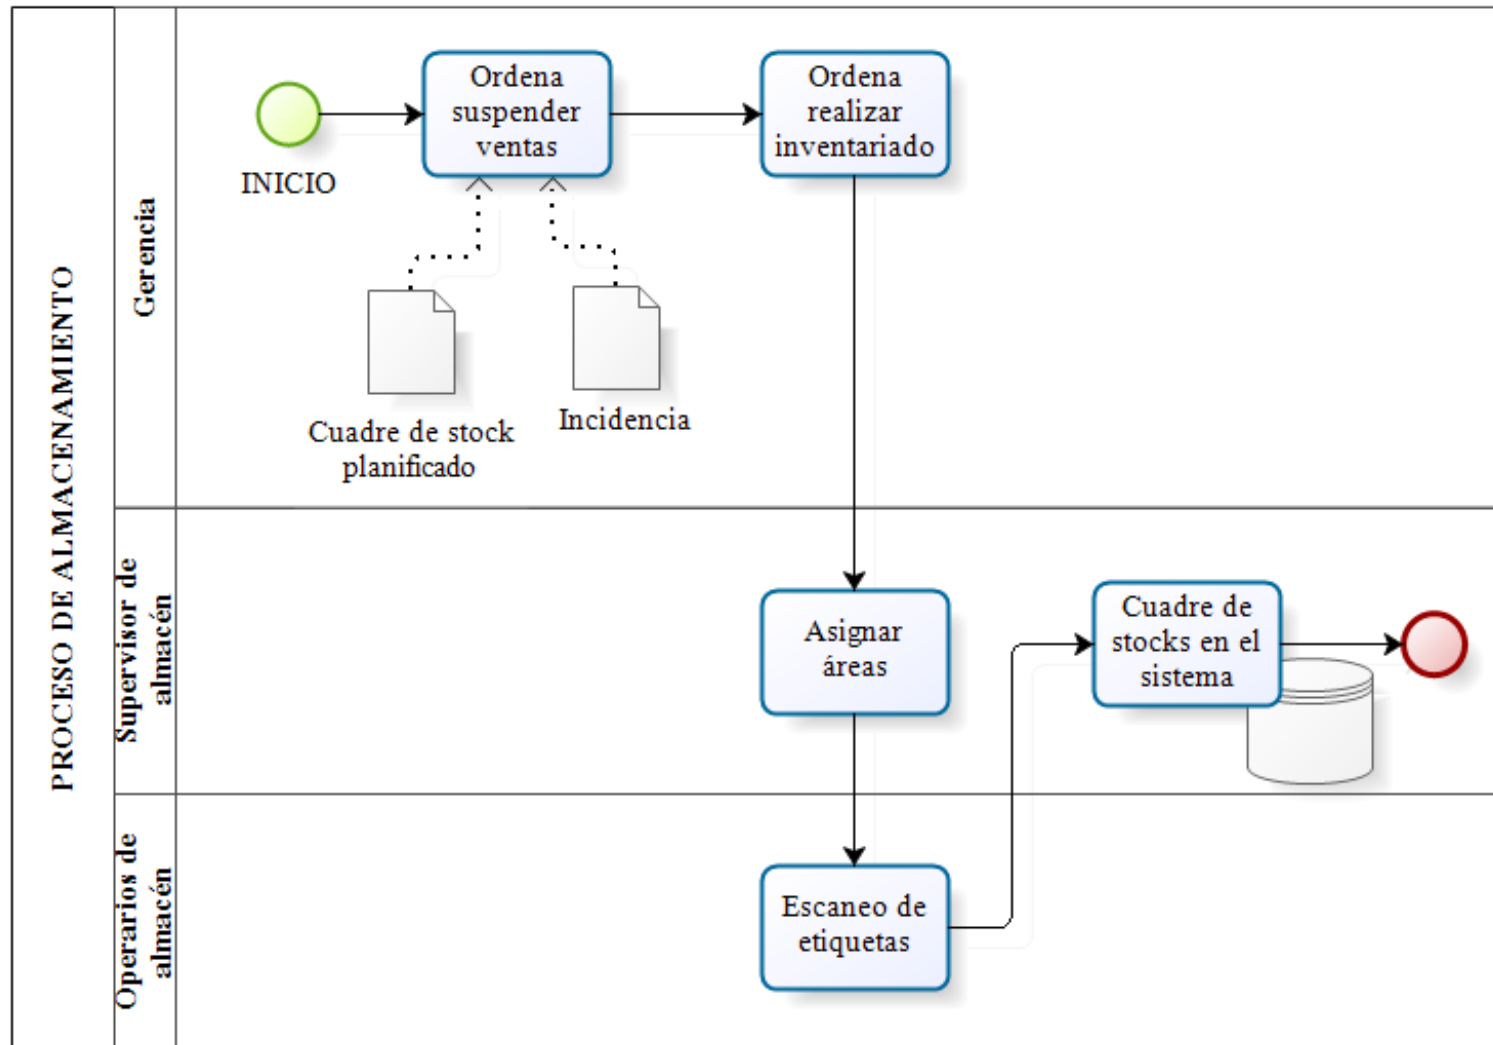 PROCESO DE ALMACENAMIENTO
Gerencia
INICIO
Ordena
suspender
ventas
Ordena
realizar
inventariado
Cuadre de stock
planificado
Incidencia
Supervisor de
almacén
Asignar
áreas
Cuadre de
stocks en el
sistema
Operarios de
almacén
Escaneo de
etiquetas